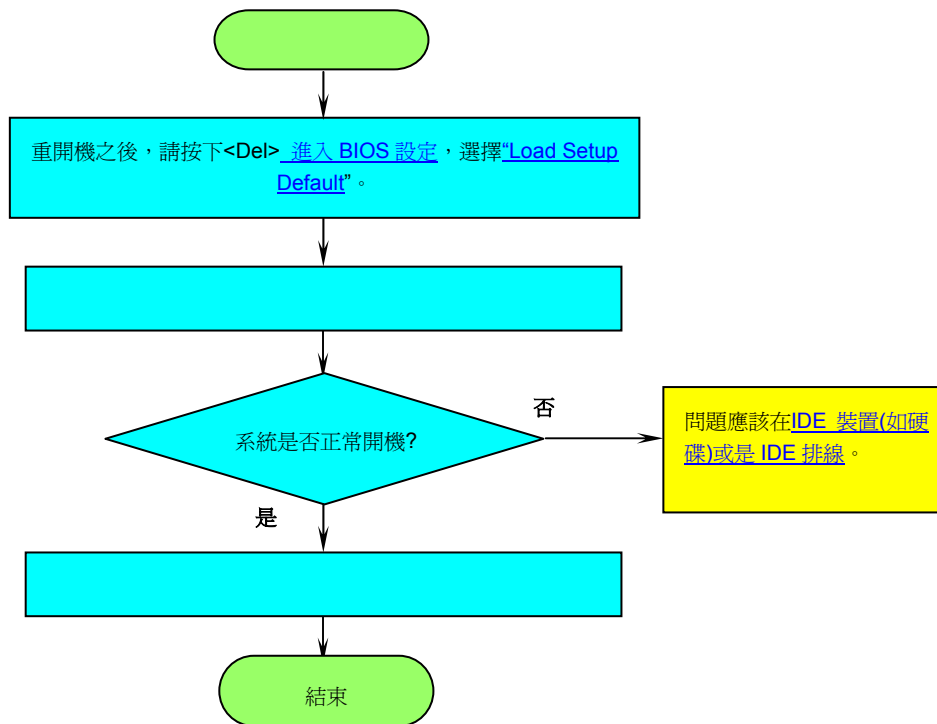 重開機之後，請按下<Del> 進入 BIOS 設定，選擇“Load Setup
Default”。
系統是否正常開機?
否
問題應該在IDE 裝置(如硬
碟)或是 IDE 排線。
是
結束